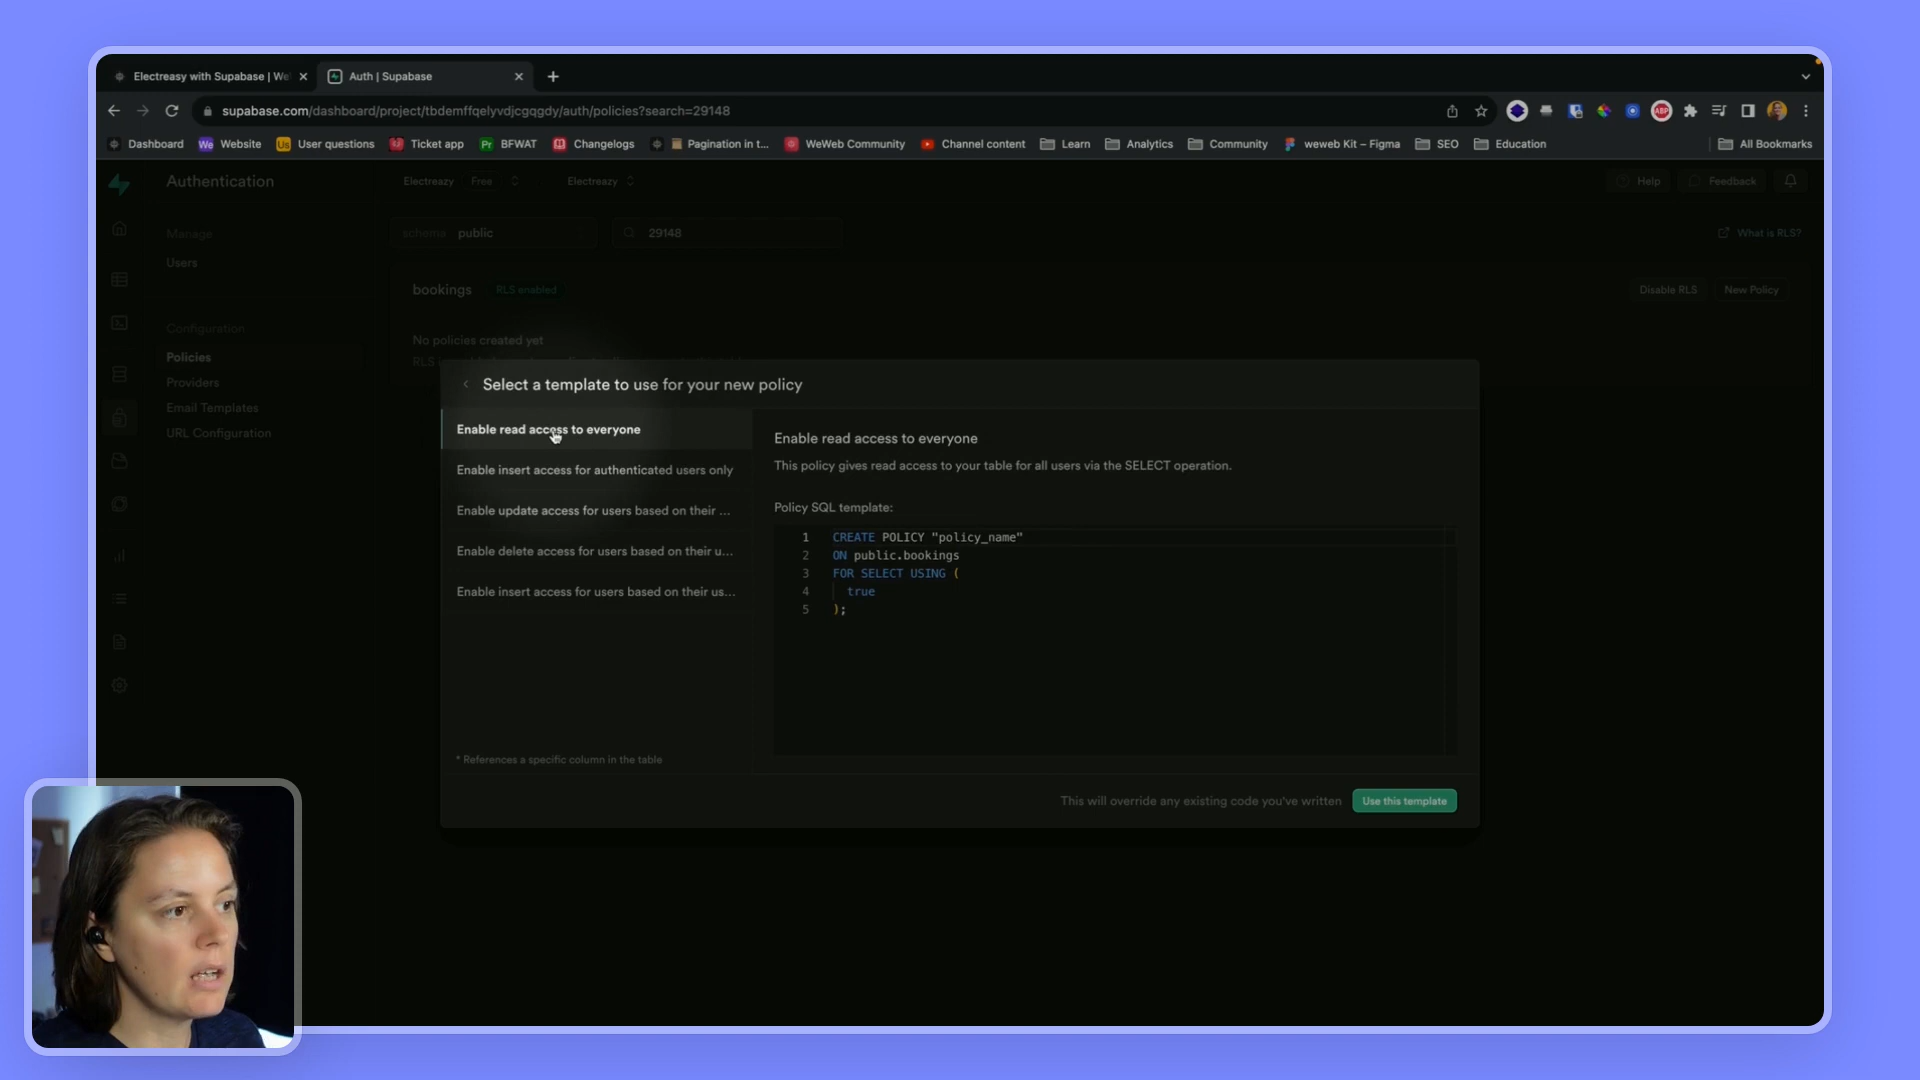 Electreasy with Supabase | We
Auth | Supabase
supabase.com/dashboard/project/tbdemffqelyvdjcgqgdy/auth/policies?search=29148
ABP
Dashboard
We Website
Us User questions
Ticket app
Pr BFWAT
Changelogs
Pagination in t...
WeWeb Community
Channel content
Learn
Analytics
Community
weweb Kit – Figma
SEO
Education
All Bookmarks
Authentication
Electreazy Free
Electreazy
Help
Feedback
Manage
Users
Configuration
Policies
Providers
Email Templates
URL Configuration
schema public
29148
What is RLS?
bookings RLS enabled
Disable RLS
New Policy
No policies created yet
Select a template to use for your new policy
Enable read access to everyone
Enable insert access for authenticated users only
Enable update access for users based on their ...
Enable delete access for users based on their u...
Enable insert access for users based on their us...
* References a specific column in the table
Enable read access to everyone
This policy gives read access to your table for all users via the SELECT operation.
Policy SQL template:
1 CREATE POLICY "policy_name"
2 ON public.bookings
3 FOR SELECT USING (
4 true
5 );
This will override any existing code you've written
Use this template